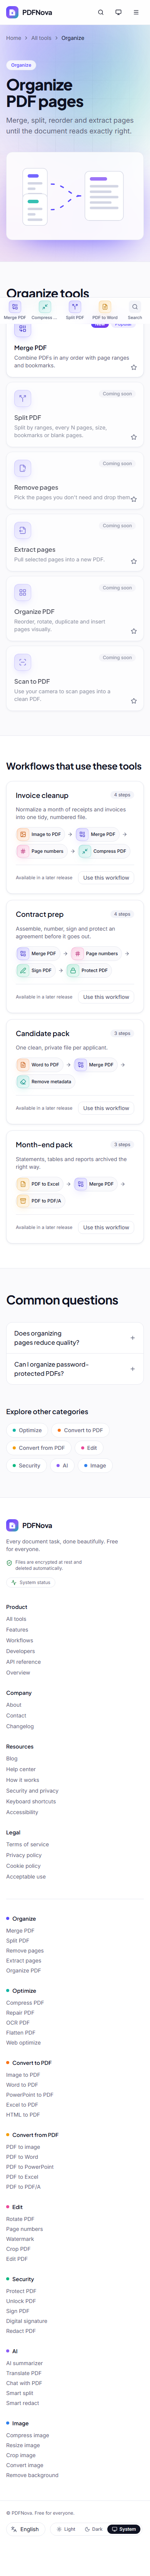 PDFNova
Home > All tools > Organize
Organize
Organize
PDF pages
Merge, split, reorder and extract pages
until the document reads exactly right.
Organize tools
Merge PDF
Compress ...
Split PDF
PDF to Word
Search
Merge PDF
Combine PDFs in any order with page ranges
and bookmarks.
Coming soon
Split PDF
Split by ranges, every N pages, size,
bookmarks or blank pages.
Coming soon
Remove pages
Pick the pages you don't need and drop them.
Coming soon
Extract pages
Pull selected pages into a new PDF.
Coming soon
Organize PDF
Reorder, rotate, duplicate and insert
pages visually.
Coming soon
Scan to PDF
Use your camera to scan pages into a
clean PDF.
Workflows that use these tools
Invoice cleanup
4 steps
Normalize a month of receipts and invoices
into one tidy, numbered file.
Image to PDF
Merge PDF
Page numbers
Compress PDF
Available in a later release
Use this workflow
Contract prep
4 steps
Assemble, number, sign and protect an
agreement before it goes out.
Merge PDF
Page numbers
Sign PDF
Protect PDF
Available in a later release
Use this workflow
Candidate pack
3 steps
One clean, private file per applicant.
Word to PDF
Merge PDF
Remove metadata
Available in a later release
Use this workflow
Month-end pack
3 steps
Statements, tables and reports archived the
right way.
PDF to Excel
Merge PDF
PDF to PDF/A
Available in a later release
Use this workflow
Common questions
Does organizing
pages reduce quality?
Can I organize password-
protected PDFs?
Explore other categories
Optimize
Convert to PDF
Convert from PDF
Edit
Security
AI
Image
PDFNova
Every document task, done beautifully. Free
for everyone.
Files are encrypted at rest and
deleted automatically.
System status
Product
All tools
Features
Workflows
Developers
API reference
Overview
Company
About
Contact
Changelog
Resources
Blog
Help center
How it works
Security and privacy
Keyboard shortcuts
Accessibility
Legal
Terms of service
Privacy policy
Cookie policy
Acceptable use
Organize
Merge PDF
Split PDF
Remove pages
Extract pages
Organize PDF
Optimize
Compress PDF
Repair PDF
OCR PDF
Flatten PDF
Web optimize
Convert to PDF
Image to PDF
Word to PDF
PowerPoint to PDF
Excel to PDF
HTML to PDF
Convert from PDF
PDF to image
PDF to Word
PDF to PowerPoint
PDF to Excel
PDF to PDF/A
Edit
Rotate PDF
Page numbers
Watermark
Crop PDF
Edit PDF
Security
Protect PDF
Unlock PDF
Sign PDF
Digital signature
Redact PDF
AI
AI summarizer
Translate PDF
Chat with PDF
Smart split
Smart redact
Image
Compress image
Resize image
Crop image
Convert image
Remove background
© PDFNova. Free for everyone.
English
Light
Dark
System